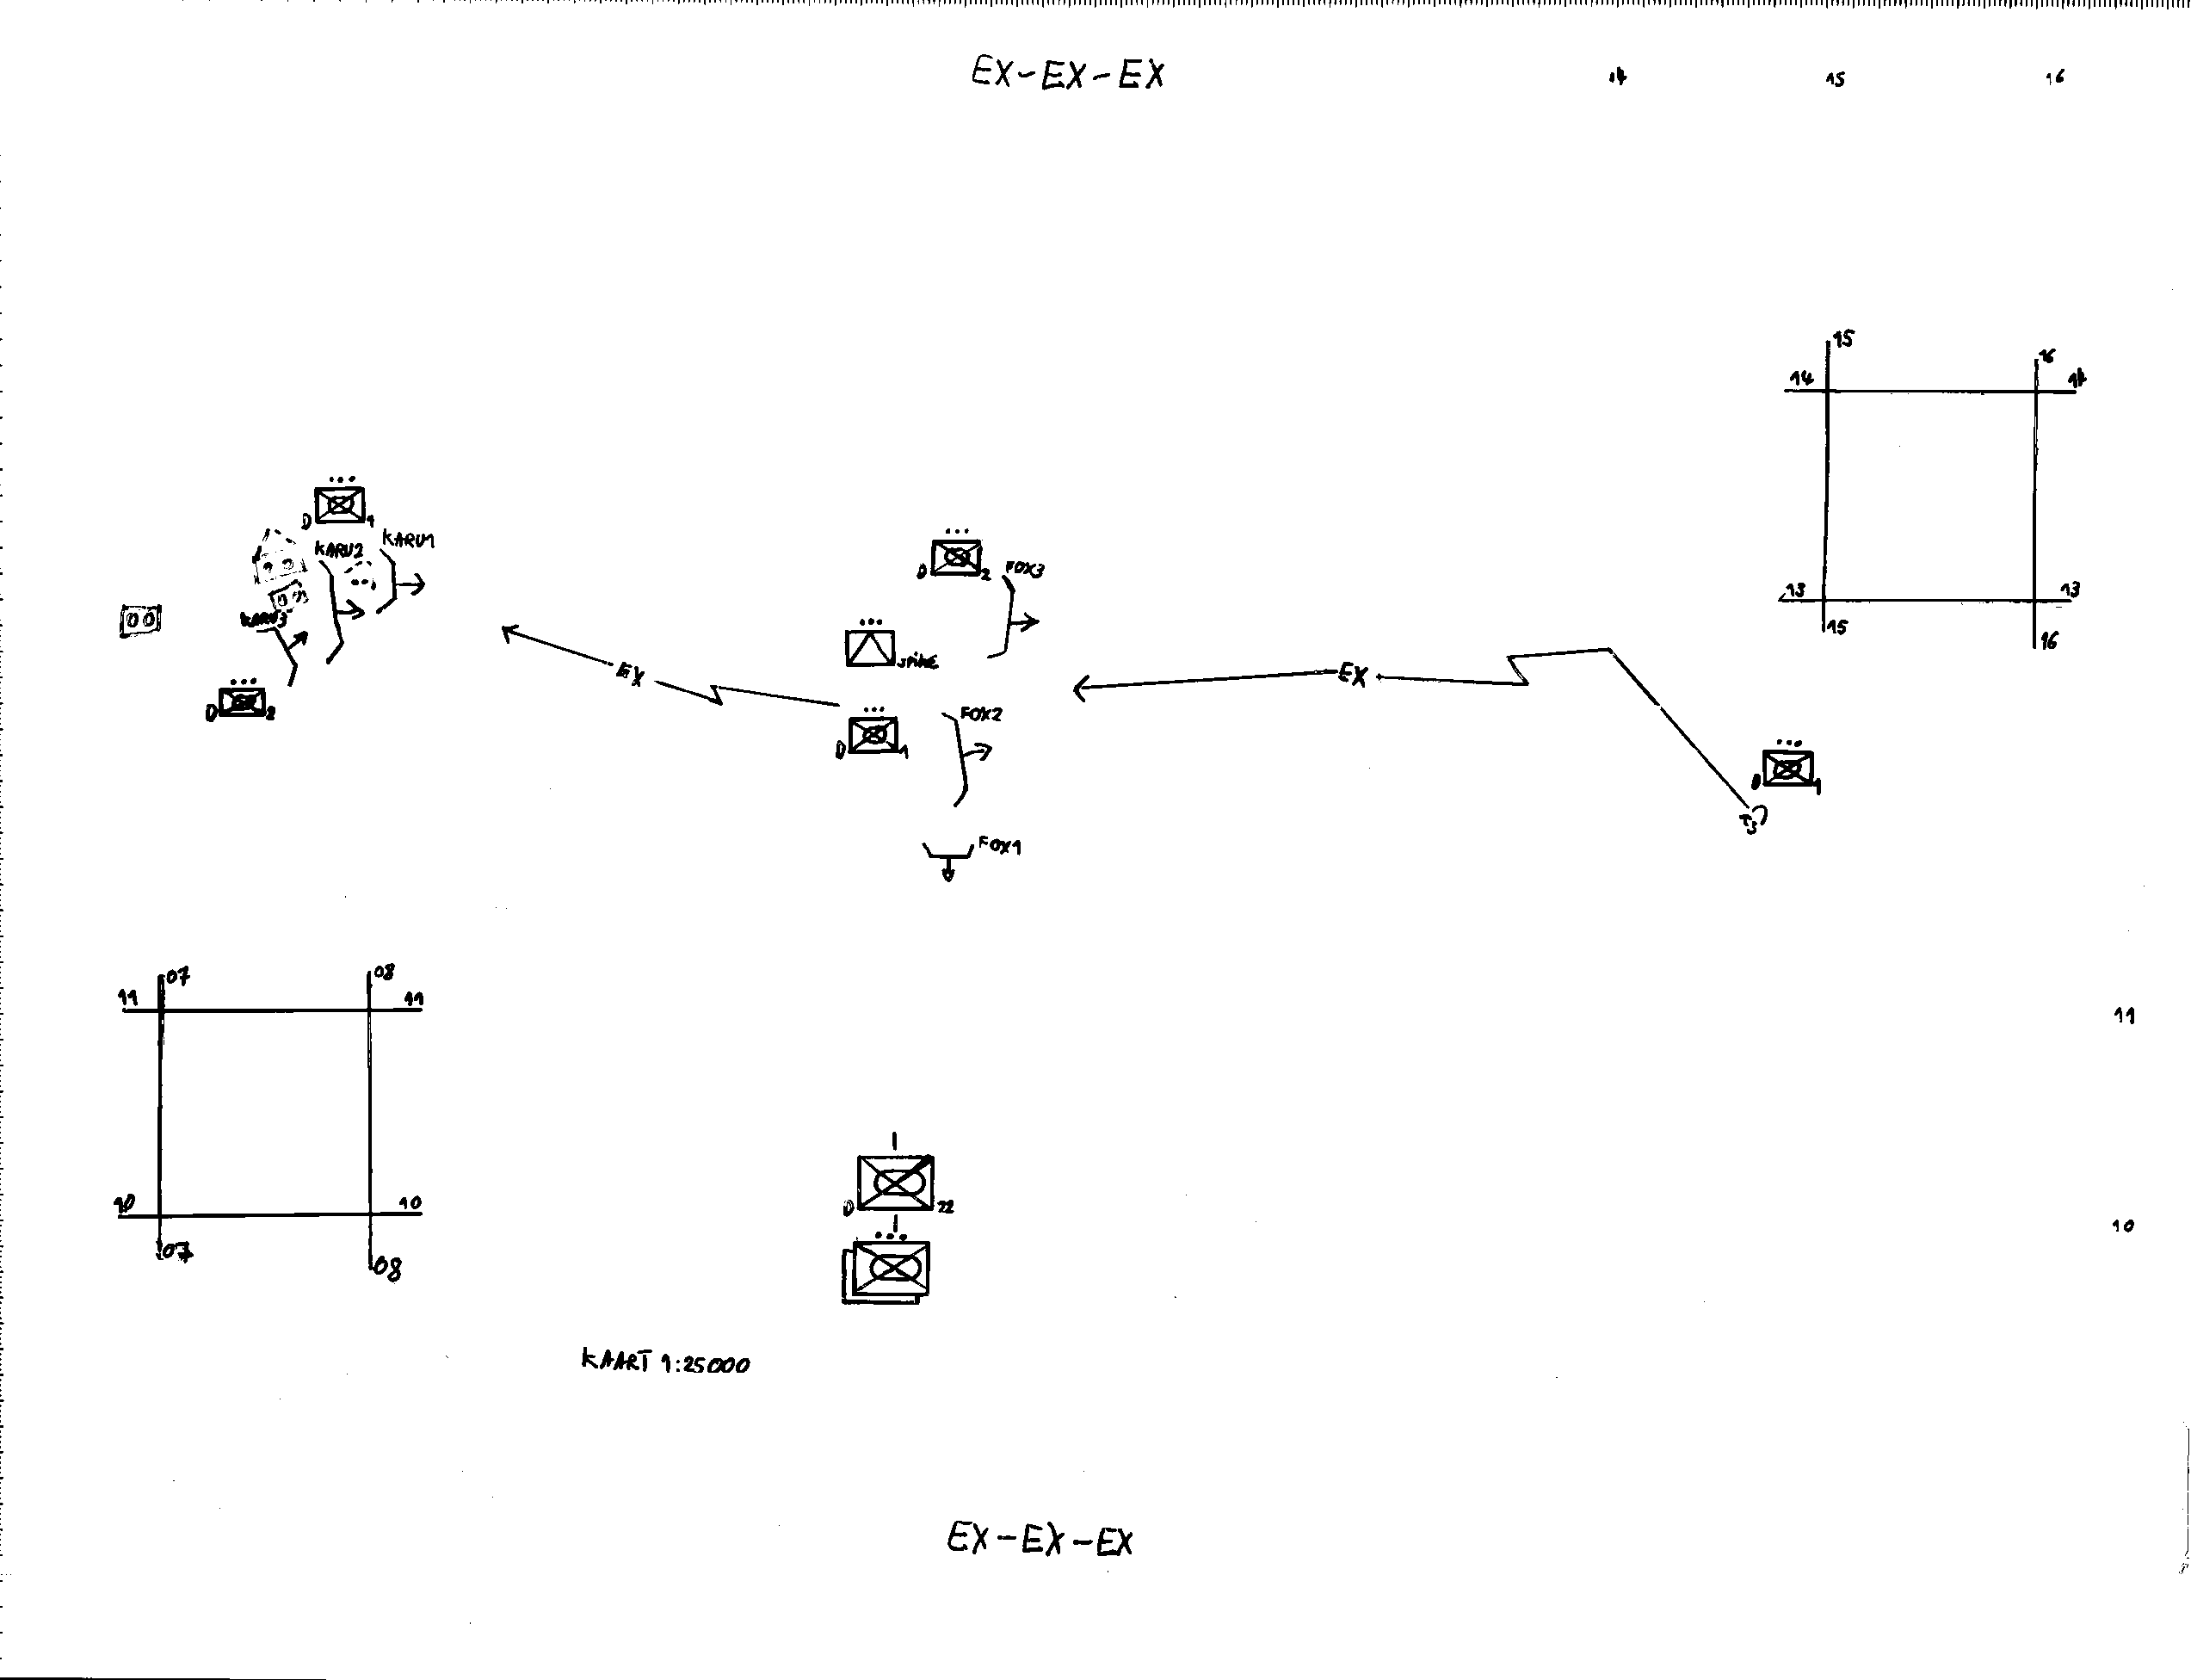 EX-EX-EX
14 15 16
15
16
14 14
D 1
KARU2 KARU1
D 2 FOX3
13 13
KARU3
15
16
SPIKE
EX
EX
D 2
FOX2
D 1
D 1
FOX1
07 08
11 11
11
10 10
07
08
D 22
10
KAART 1:25000
EX-EX-EX